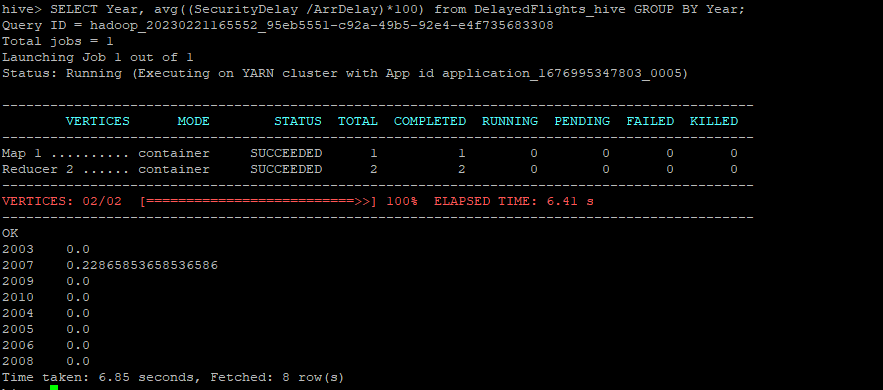 hive> SELECT Year, avg((SecurityDelay /ArrDelay)*100) from DelayedFlights_hive GROUP BY Year;
Query ID = hadoop_20230221165552_95eb5551-c92a-49b5-92e4-e4f735683308
Total jobs = 1
Launching Job 1 out of 1
Status: Running (Executing on YARN cluster with App id application_1676995347803_0005)
----------------------------------------------------------------------------------------------
VERTICES MODE STATUS TOTAL COMPLETED RUNNING PENDING FAILED KILLED
----------------------------------------------------------------------------------------------
Map 1 .......... container SUCCEEDED 1 1 0 0 0 0
Reducer 2 ...... container SUCCEEDED 2 2 0 0 0 0
----------------------------------------------------------------------------------------------
VERTICES: 02/02 [==========================>>] 100% ELAPSED TIME: 6.41 s
----------------------------------------------------------------------------------------------
OK
2003 0.0
2007 0.22865853658536586
2009 0.0
2010 0.0
2004 0.0
2005 0.0
2006 0.0
2008 0.0
Time taken: 6.85 seconds, Fetched: 8 row(s)